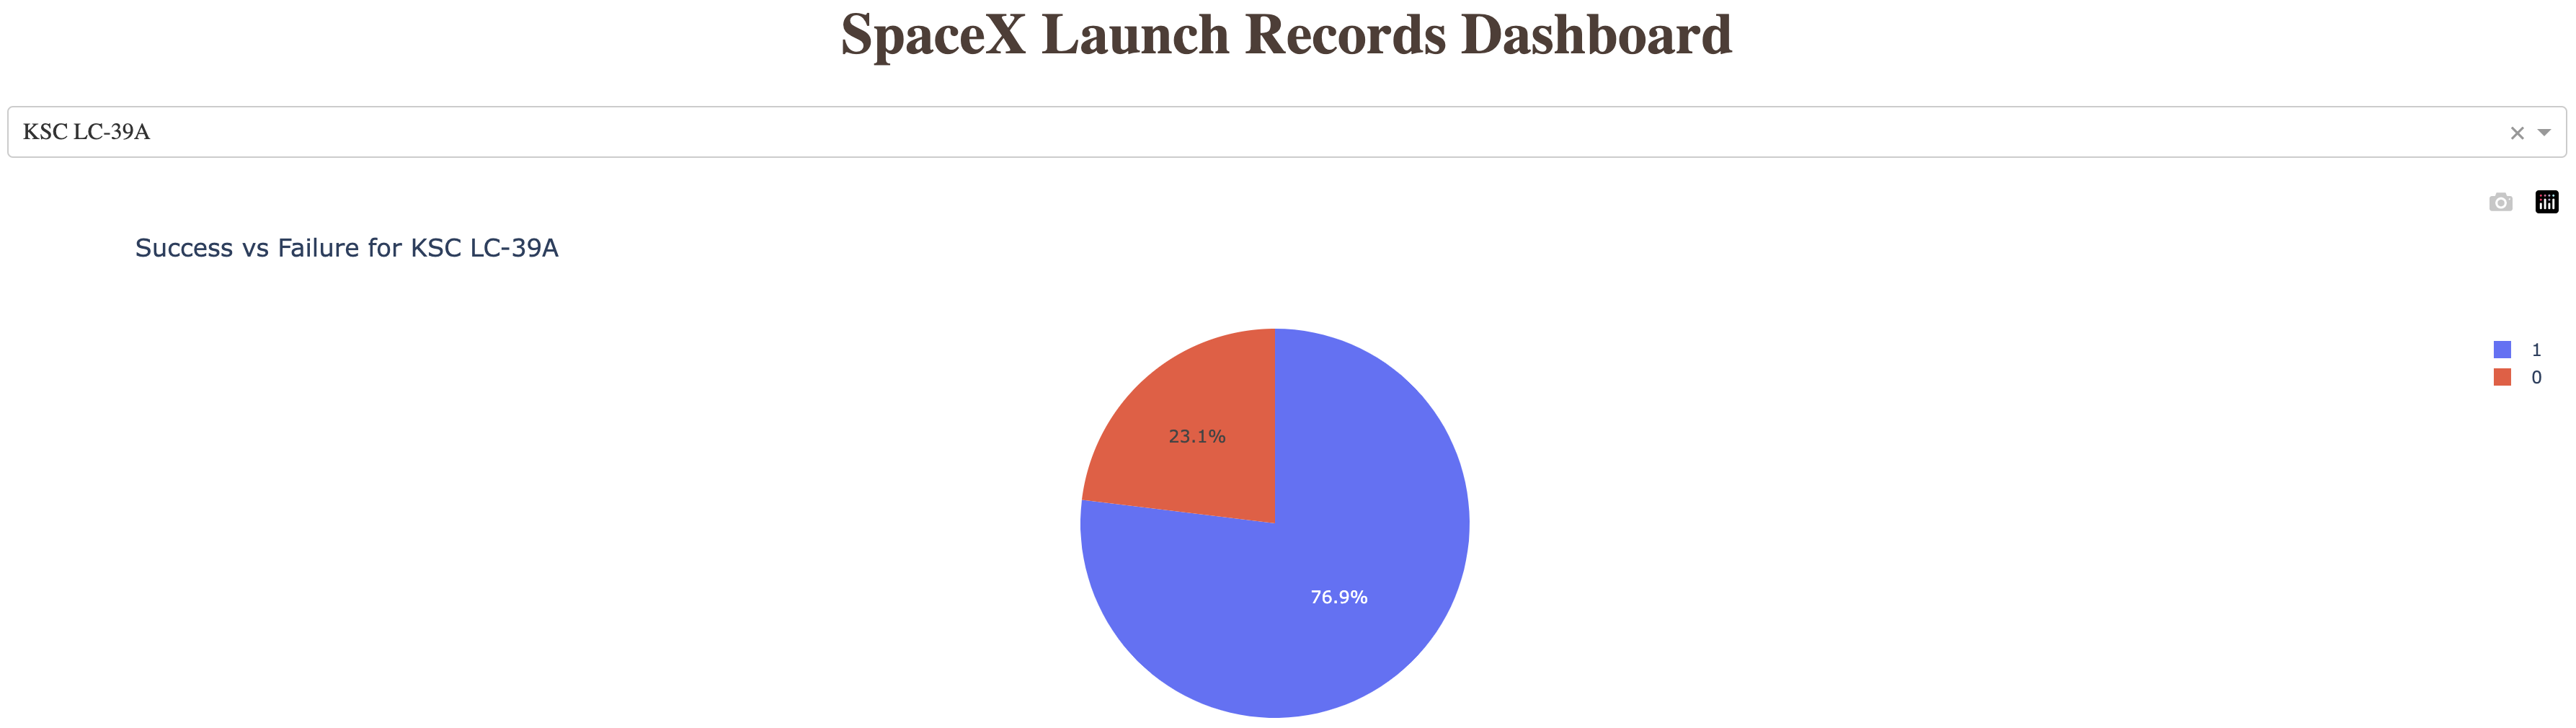 SpaceX Launch Records Dashboard
KSC LC-39A
Success vs Failure for KSC LC-39A
1
0
23.1%
76.9%